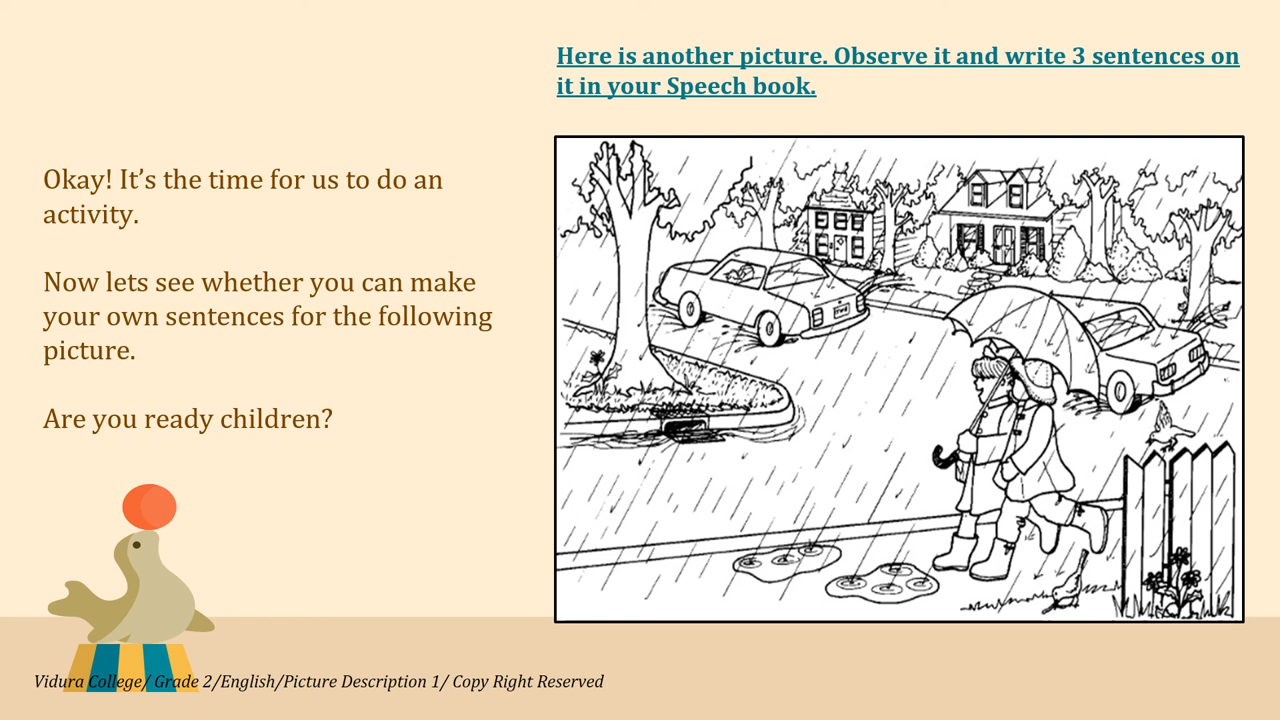 Here is another picture. Observe it and write 3 sentences on
it in your Speech book.
Okay! It’s the time for us to do an
activity.
Now lets see whether you can make
your own sentences for the following
picture.
Are you ready children?
Vidura College/ Grade 2/English/Picture Description 1/ Copy Right Reserved